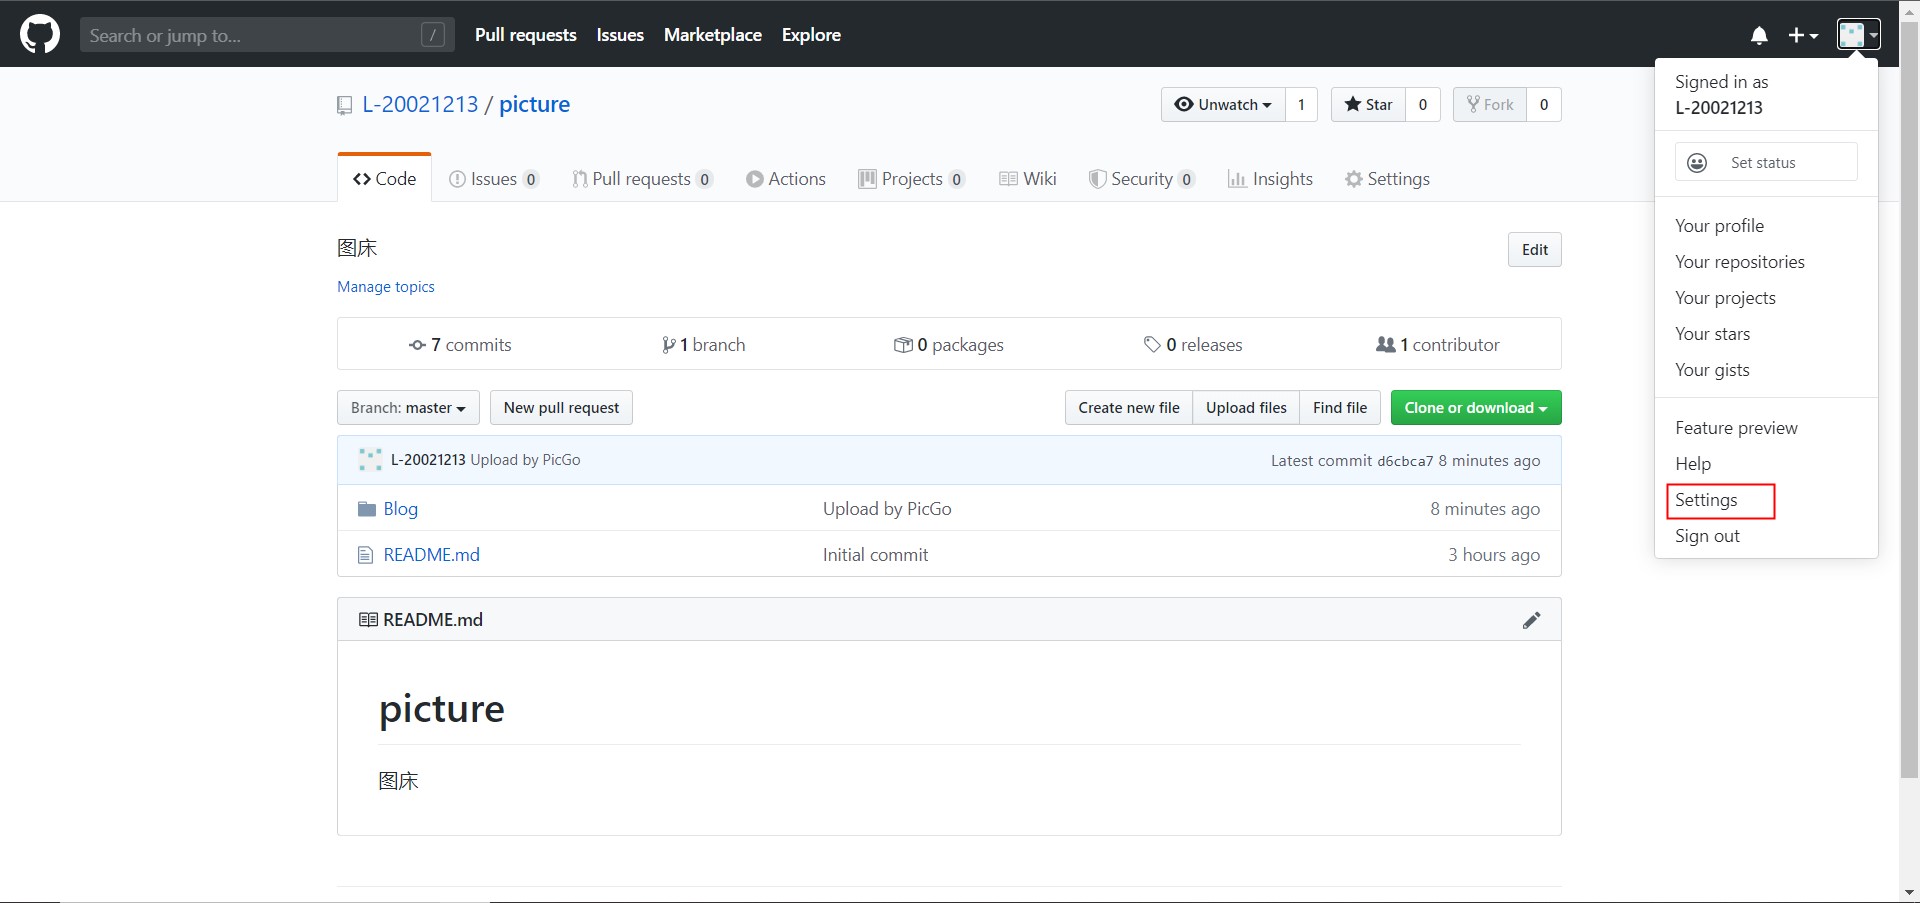 Search or jump to... / Pull requests Issues Marketplace Explore
L-20021213 / picture
Unwatch 1 Star 0 Fork 0
Code Issues 0 Pull requests 0 Actions Projects 0 Wiki Security 0 Insights Settings
图床
Edit
Manage topics
7 commits 1 branch 0 packages 0 releases 1 contributor
Branch: master New pull request Create new file Upload files Find file Clone or download
L-20021213 Upload by PicGo Latest commit d6cbca7 8 minutes ago
Blog Upload by PicGo 8 minutes ago
README.md Initial commit 3 hours ago
README.md
picture
图床
Signed in as
L-20021213
Set status
Your profile
Your repositories
Your projects
Your stars
Your gists
Feature preview
Help
Settings
Sign out